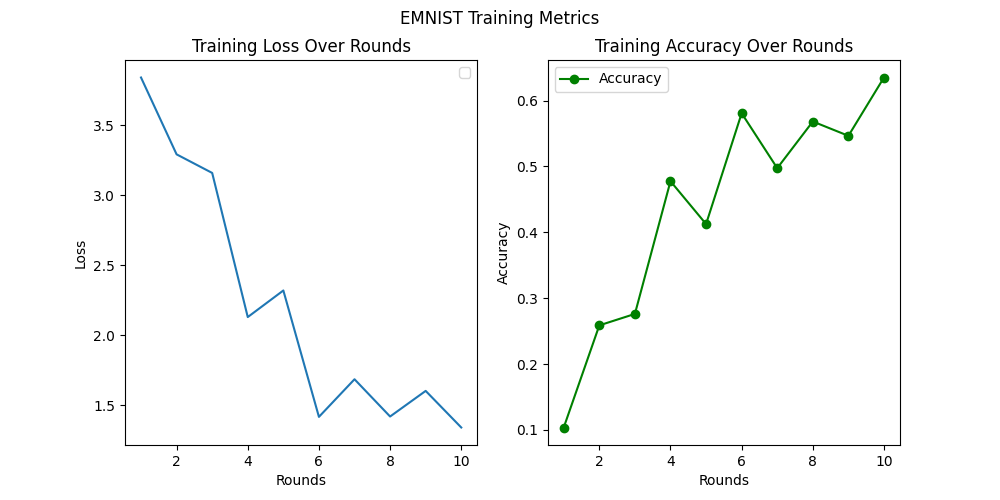 EMNIST Training Metrics
Training Loss Over Rounds
3.5
3.0
2.5
2.0
1.5
Loss
2 4 6 8 10
Rounds
Training Accuracy Over Rounds
Accuracy
0.6
0.5
0.4
0.3
0.2
0.1
Accuracy
2 4 6 8 10
Rounds